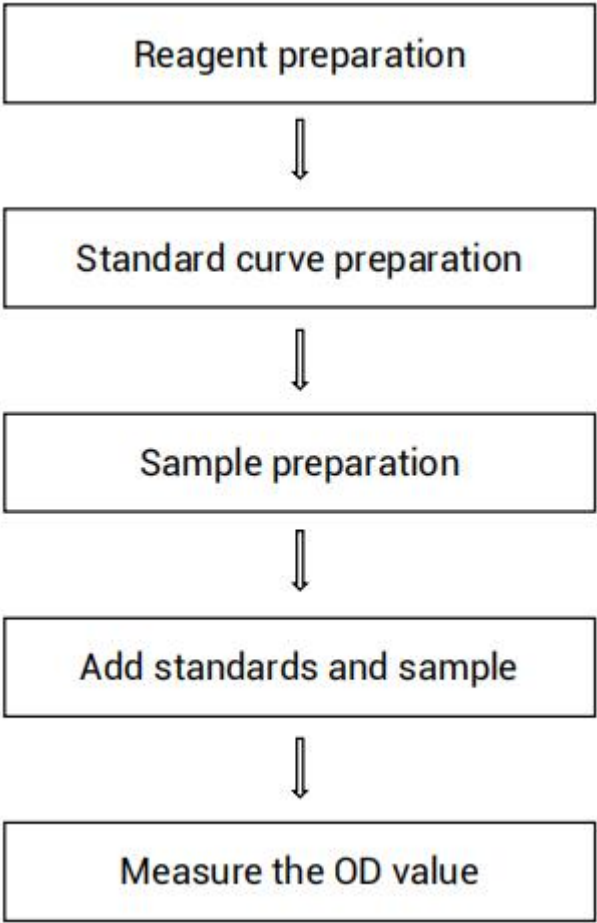 Reagent preparation
Standard curve preparation
Sample preparation
Add standards and sample
Measure the OD value